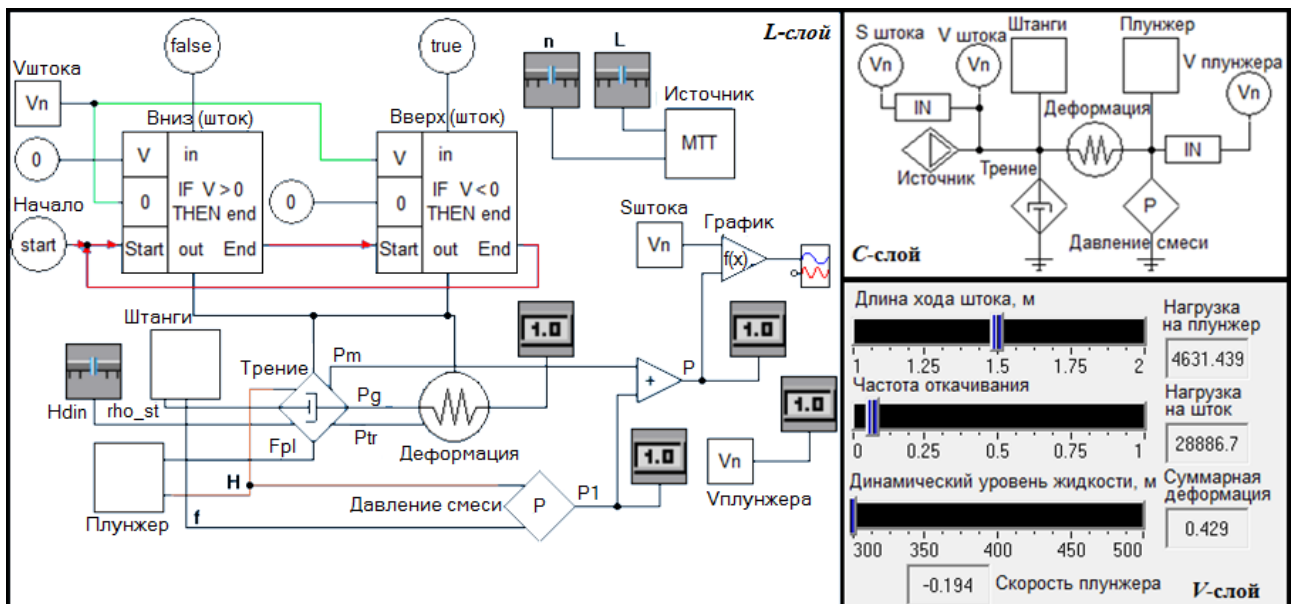 L-слой
false
true
n
L
Vштока
Vn
Вниз (шток)
Вверх (шток)
Источник
МТТ
0
V
in
0
IF V > 0
THEN end
Start
out
End
0
V
in
0
IF V < 0
THEN end
Start
out
End
Начало
start
Sштока
Vn
График
f(x)
Штанги
1.0
1.0
Трение
Pm
+
P
Hdin
rho_st
Pg_
Ptr
Деформация
1.0
1.0
Fpl
H
Давление смеси
P
P1
Vn
Vплунжера
Плунжер
f
S штока
V штока
Штанги
Плунжер
Vn
Vn
V плунжера
Vn
IN
Деформация
IN
Источник
Трение
P
Давление смеси
C-слой
Длина хода штока, м
1 1.25 1.5 1.75 2
Нагрузка
на плунжер
4631.439
Частота откачивания
0 0.25 0.5 0.75 1
Нагрузка
на шток
28886.7
Динамический уровень жидкости, м
300 350 400 450 500
Суммарная
деформация
0.429
-0.194 Скорость плунжера
V-слой